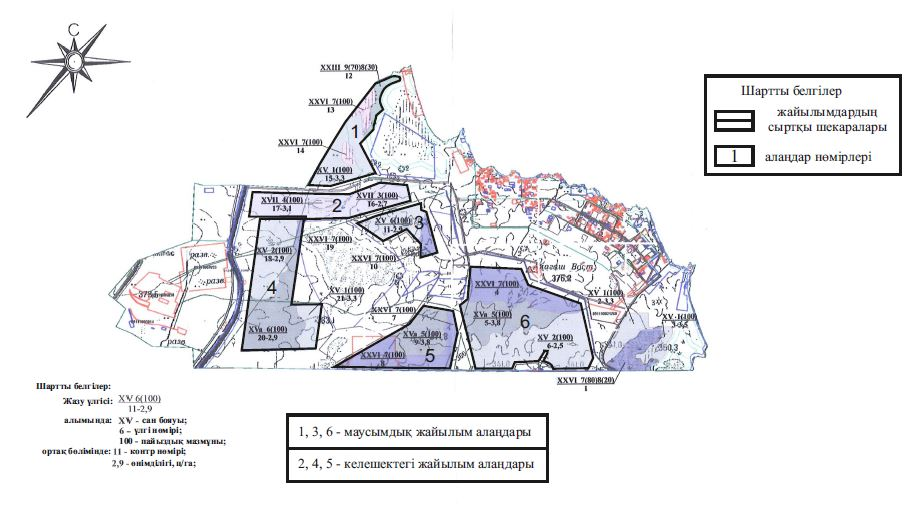 С
XXIII 9(70)8(30)
12
XXVI 7(100)
13
XXVI 7(100)
14
XV 1(100)
15-3,3
1
XVII 4(100)
17-3,1
2
XVII 3(100)
16-2,7
XV 6(100)
11-2,9
3
XV 2(100)
18-2,9
XXVI 7(100)
19
XXVI 7(100)
10
4
XV 1(100)
21-3,3
XXVI 7(100)
7
XVа 6(100)
20-2,9
XVа 5(100)
9-3,8
XXVI 7(100)
8
5
XXVI 7(100)
4
XVа 5(100)
5-3,8
6
XV 2(100)
6-2,5
376,2
XV 1(100)
2-3,3
XV 1(100)
3-3,3
XXVI 7(80)8(20)
1
разв.
разв
Шартты белгілер
жайылымдардың
сыртқы шекаралары
1 алаңдар нөмірлері
Шартты белгілер:
Жазу үлгісі: XV 6(100)
11-2,9
алымында: XV - сан бояуы;
6 – үлгі нөмірі;
100 - пайыздық мазмұны;
ортақ бөлімінде: 11 - контр нөмірі;
2,9 - өнімділігі, ц/га;
1, 3, 6 - маусымдық жайылым алаңдары
2, 4, 5 - келешектегі жайылым алаңдары